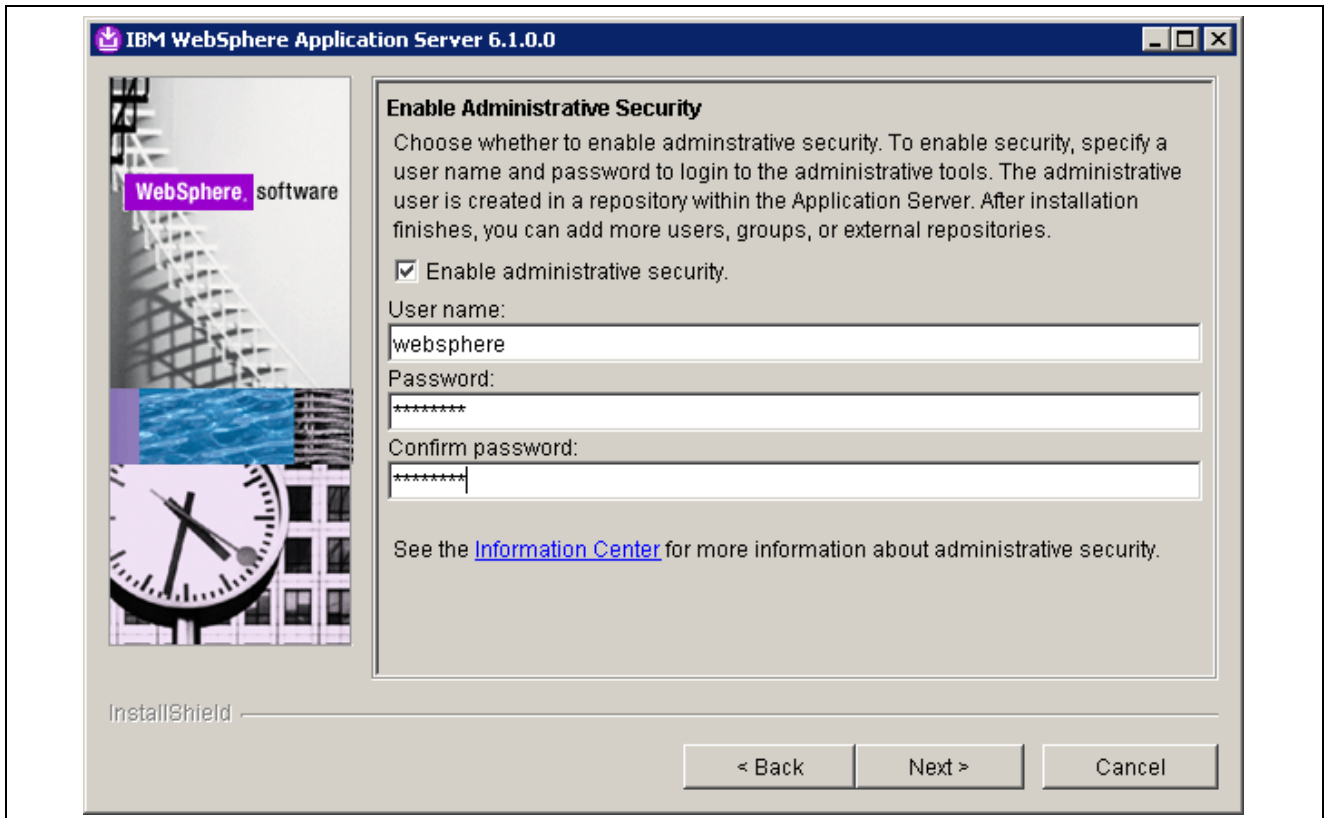 IBM WebSphere Application Server 6.1.0.0
WebSphere. software
Enable Administrative Security
Choose whether to enable adminstrative security. To enable security, specify a
user name and password to login to the administrative tools. The administrative
user is created in a repository within the Application Server. After installation
finishes, you can add more users, groups, or external repositories.
Enable administrative security.
User name:
websphere
Password:
********
Confirm password:
********
See the Information Center for more information about administrative security.
InstallShield
< Back
Next >
Cancel